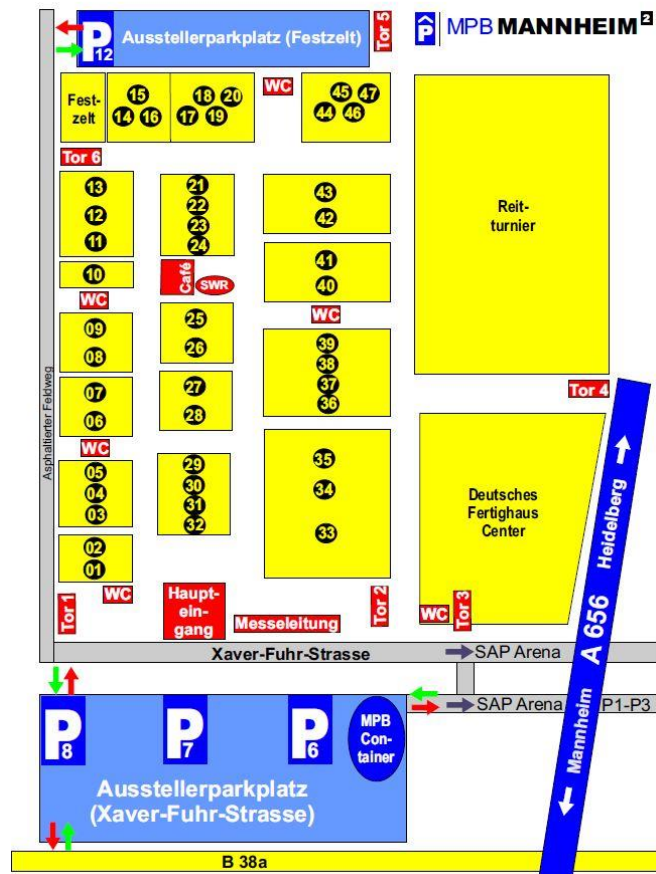 P12
Ausstellerparkplatz (Festzelt)
Tor 5
P MPB MANNHEIM²
Fest-
zelt
15
14 16
18 20
17 19
WC
45 47
44 46
Tor 6
13
12
11
21
22
23
24
43
42
Reit-
turnier
10
Café
SWR
41
40
WC
WC
09
08
25
26
39
38
37
36
Asphaltierter Feldweg
07
06
27
28
Tor 4
WC
05
04
03
29
30
31
32
35
34
33
Deutsches
Fertighaus
Center
Mannheim A 656 Heidelberg
02
01
WC
Tor 1
Haupt-
ein-
gang
Messeleitung
Tor 2
WC
Tor 3
Xaver-Fuhr-Strasse
SAP Arena
SAP Arena
P1-P3
P8
P7
P6
MPB
Con-
tainer
Ausstellerparkplatz
(Xaver-Fuhr-Strasse)
B 38a